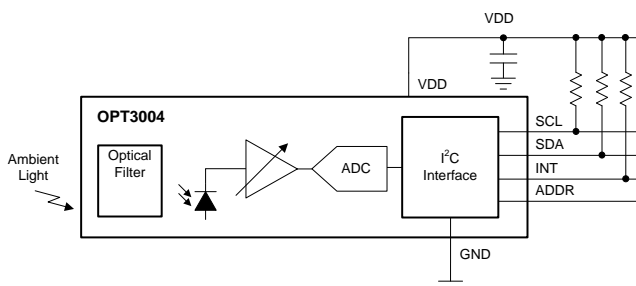 VDD
VDD
OPT3004
SCL
Ambient
Light
Optical
Filter
ADC
I²C
Interface
SDA
INT
ADDR
GND